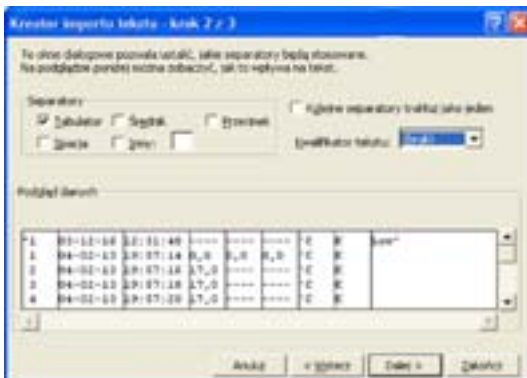 Kreator importu tekstu - krok 2 z 3
To okno dialogowe pozwala ustalić, jakie separatory będą stosowane.
Na podglądzie poniżej można zobaczyć, jak to wpływa na tekst.
Separatory
Tabulator Średnik Przecinek
Spacja Inny:
Kolejne separatory traktuj jako jeden
Kwalifikator tekstu: {brak}
Podgląd danych
"1 03-12-16 12:31:48 ---- ---- ---- °C K
1 04-02-13 19:57:14 0,0 0,0 0,0 °C K
2 04-02-13 19:57:16 17,0 ---- ---- °C K
3 04-02-13 19:57:18 17,0 ---- ---- °C K
4 04-02-13 19:57:20 17,0 ---- ---- °C K
Anuluj < Wstecz Dalej > Zakończ